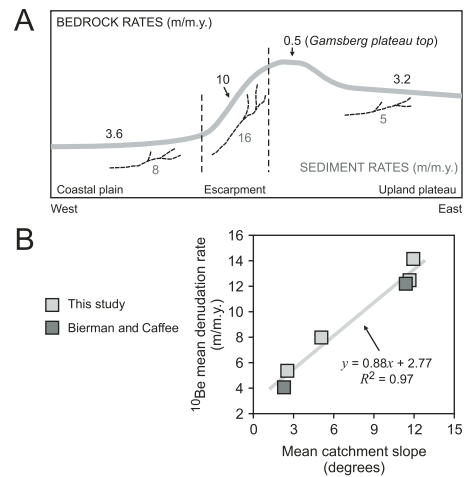 A
BEDROCK RATES (m/m.y.)
0.5 (Gamsberg plateau top)
10
3.2
3.6
16
5
8
SEDIMENT RATES (m/m.y.)
Coastal plain
Escarpment
Upland plateau
West
East
B
This study
Bierman and Caffee
10Be mean denudation rate
(m/m.y.)
16
14
12
10
8
6
4
2
y = 0.88x + 2.77
R2 = 0.97
0
3
6
9
12
15
Mean catchment slope
(degrees)